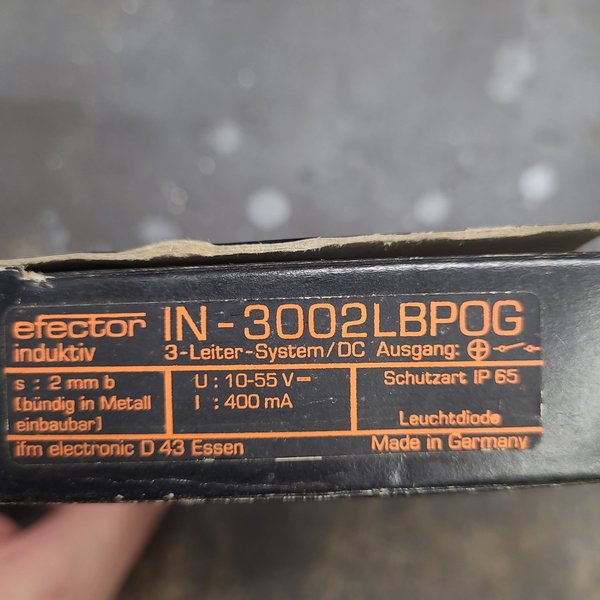 efector IN-3002LBPOG
induktiv 3-Leiter-System/DC Ausgang: ⊕
s : 2 mm b
[bündig in Metall
einbaubar]
U : 10-55 V ⎓
I : 400 mA
Schutzart IP 65
Leuchtdiode
ifm electronic D 43 Essen Made in Germany